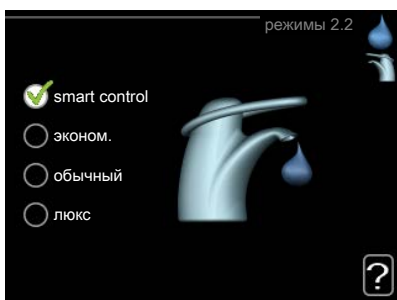 режимы 2.2
smart control
эконом.
обычный
люкс
?